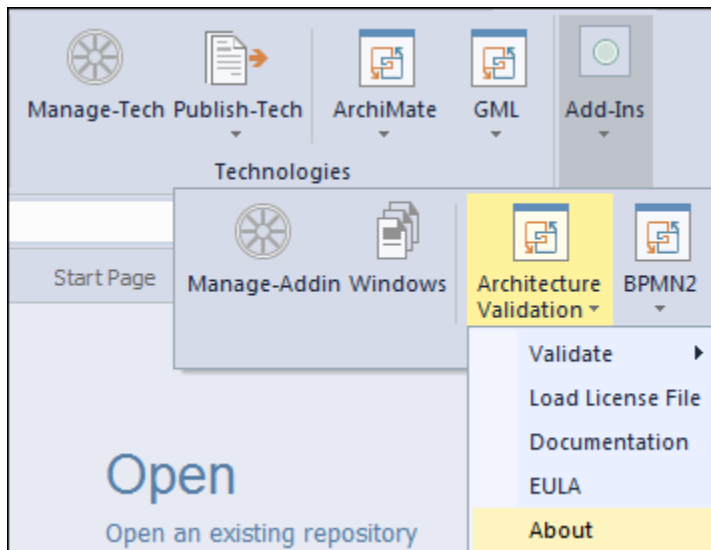 Manage-Tech Publish-Tech ArchiMate GML Add-Ins
Technologies
Start Page
Manage-Addin Windows Architecture Validation BPMN2
Validate
Load License File
Documentation
EULA
About
Open
Open an existing repository